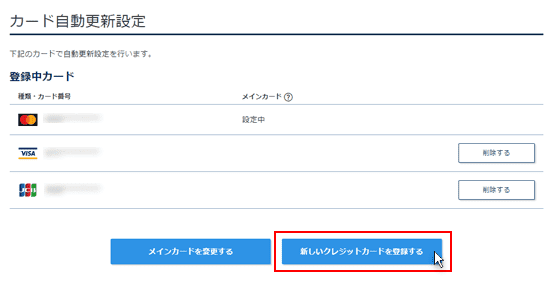 カード自動更新設定
下記のカードで自動更新設定を行います。
登録中カード
種類・カード番号 メインカード ?
設定中
VISA 削除する
JCB 削除する
メインカードを変更する 新しいクレジットカードを登録する